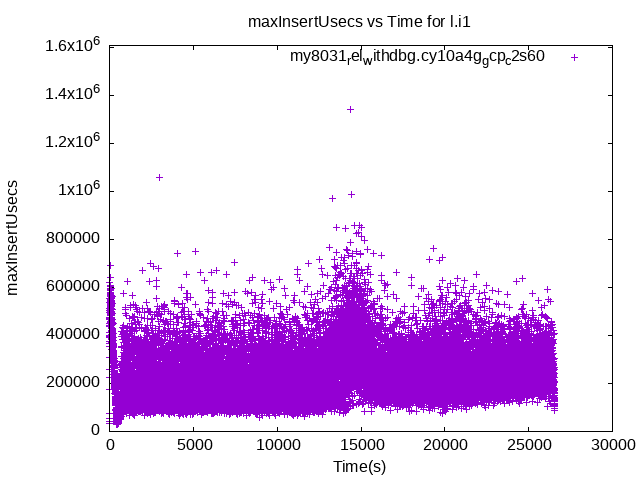 maxInsertUsecs vs Time for l.i1
my8031relwithdbg.cy10a4ggcpc2s60
1.6x10^6
1.4x10^6
1.2x10^6
1x10^6
800000
600000
400000
200000
0
maxInsertUsecs
0 5000 10000 15000 20000 25000 30000
Time(s)